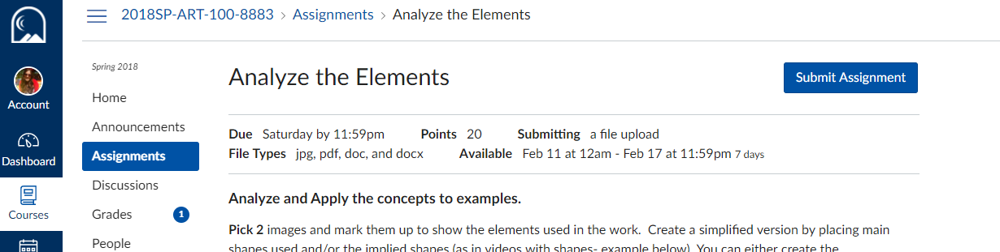 2018SP-ART-100-8883 > Assignments > Analyze the Elements
Spring 2018
Analyze the Elements
Submit Assignment
Account
Home
Announcements
Due Saturday by 11:59pm Points 20 Submitting a file upload
File Types jpg, pdf, doc, and docx Available Feb 11 at 12am - Feb 17 at 11:59pm 7 days
Dashboard
Assignments
Discussions
Courses
Grades 1
People
Analyze and Apply the concepts to examples.
Pick 2 images and mark them up to show the elements used in the work. Create a simplified version by placing main
shapes used and/or the implied shapes (as in videos with shapes- example below). You can either create the